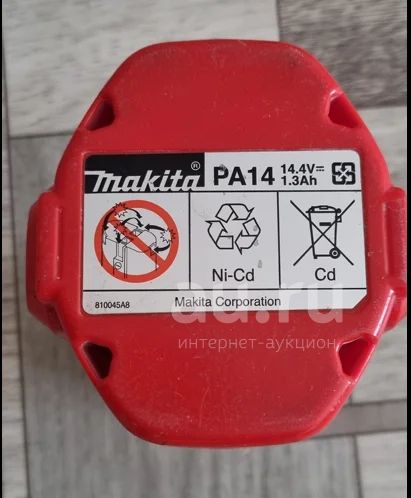 makita® PA14 14.4V⎓ 1.3Ah
Ni-Cd Cd
810045A8 Makita Corporation
au.ru
интернет-аукцион